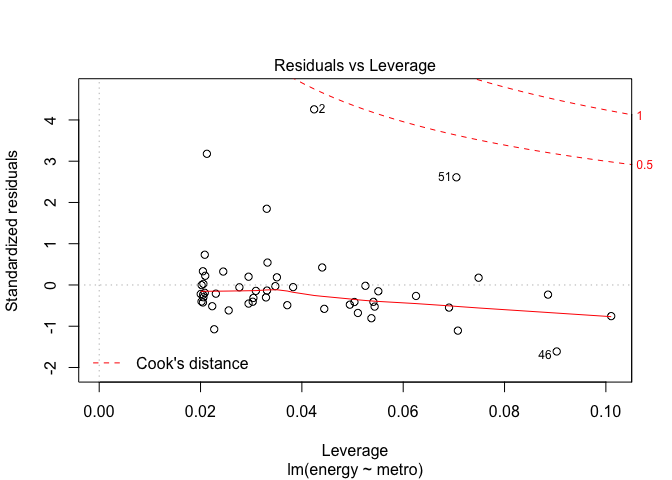 Residuals vs Leverage
Standardized residuals
4
3
2
1
0
-1
-2
2
51
46
1
0.5
Cook's distance
0.00 0.02 0.04 0.06 0.08 0.10
Leverage
lm(energy ~ metro)